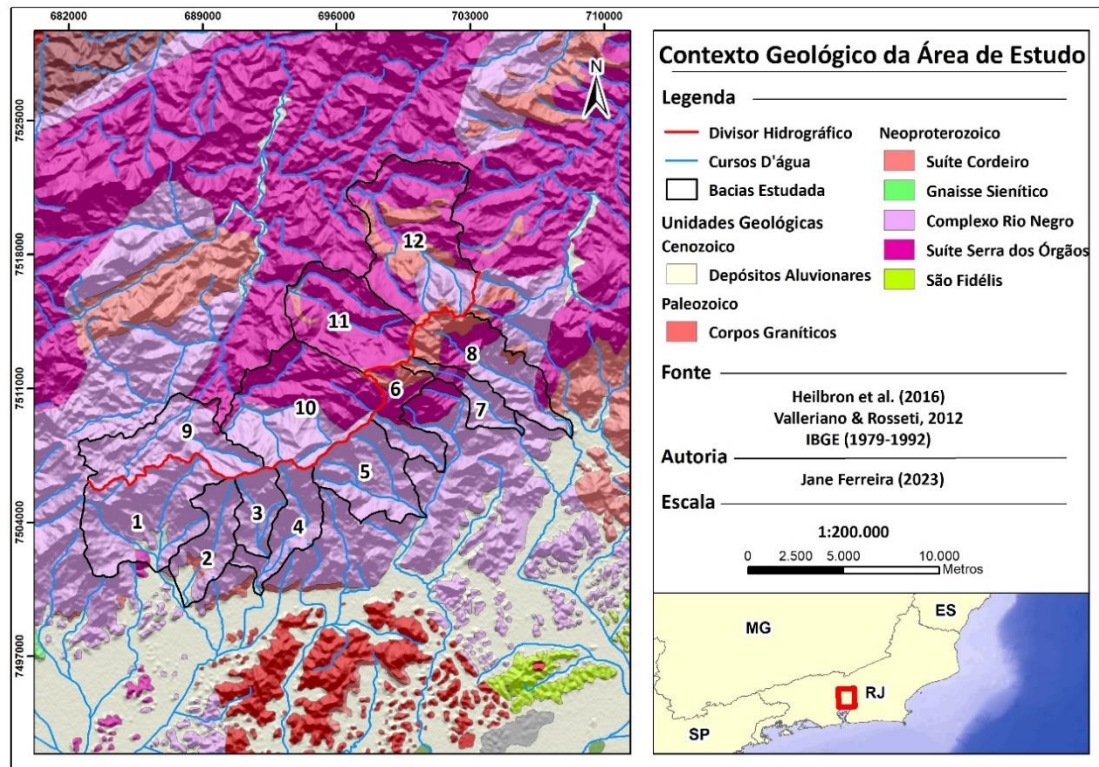 682000 689000 696000 703000 710000
7525000
7518000
7511000
7504000
7497000
N
12
11
8
6
7
10
9
5
1
3
4
2
Contexto Geológico da Área de Estudo
Legenda
Divisor Hidrográfico
Cursos D'água
Bacias Estudada
Unidades Geológicas
Cenozoico
Depósitos Aluvionares
Paleozoico
Corpos Graníticos
Neoproterozoico
Suíte Cordeiro
Gnaisse Sienítico
Complexo Rio Negro
Suíte Serra dos Órgãos
São Fidélis
Fonte
Heilbron et al. (2016)
Valleriano & Rosseti, 2012
IBGE (1979-1992)
Autoria
Jane Ferreira (2023)
Escala
1:200.000
0 2.500 5.000 10.000
Metros
MG
ES
RJ
SP